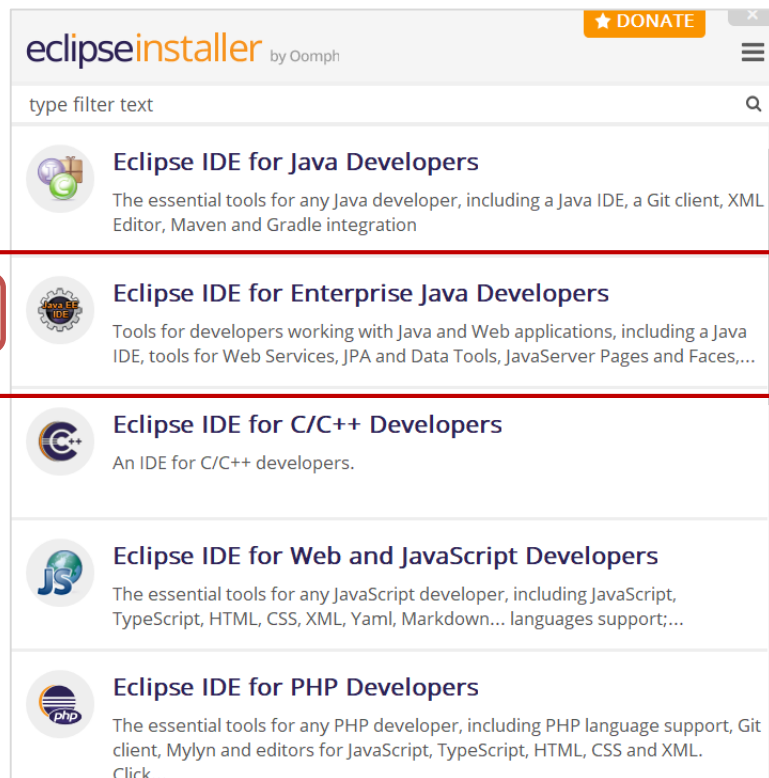 ★ DONATE
eclipseinstaller by Oomph
type filter text
Eclipse IDE for Java Developers
The essential tools for any Java developer, including a Java IDE, a Git client, XML
Editor, Maven and Gradle integration
Java EE
IDE
Eclipse IDE for Enterprise Java Developers
Tools for developers working with Java and Web applications, including a Java
IDE, tools for Web Services, JPA and Data Tools, JavaServer Pages and Faces,...
C++
Eclipse IDE for C/C++ Developers
An IDE for C/C++ developers.
JS
Eclipse IDE for Web and JavaScript Developers
The essential tools for any JavaScript developer, including JavaScript,
TypeScript, HTML, CSS, XML, Yaml, Markdown... languages support;...
php
Eclipse IDE for PHP Developers
The essential tools for any PHP developer, including PHP language support, Git
client, Mylyn and editors for JavaScript, TypeScript, HTML, CSS and XML.
Click